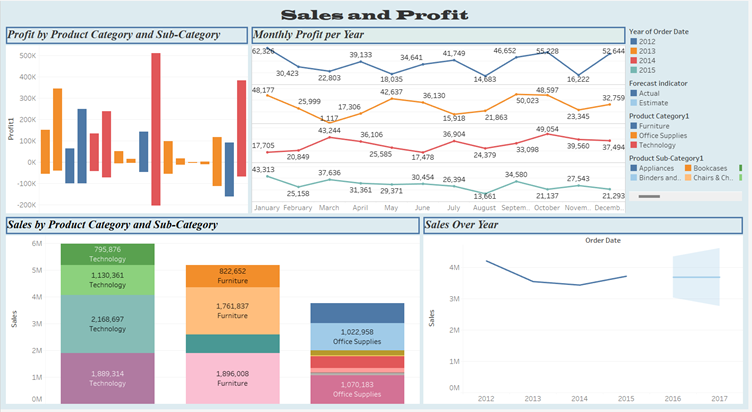 Sales and Profit
Profit by Product Category and Sub-Category
500K
400K
300K
200K
100K
0K
-100K
-200K
Profit1
Monthly Profit per Year
62,326
30,423
22,803
39,133
18,035
34,641
41,749
14,683
46,652
55,228
16,222
52,644
48,177
25,999
1,117
17,306
42,637
36,130
15,918
21,863
50,023
48,597
23,345
32,759
17,705
20,849
43,244
36,106
25,585
17,478
36,904
24,379
33,098
49,054
39,560
37,494
43,313
25,158
37,636
31,361
29,371
30,454
26,394
13,661
34,580
21,137
27,543
21,293
January February March April May June July August Septem.. October Novem.. Decemb..
Year of Order Date
2012
2013
2014
2015
Forecast Indicator
Actual
Estimate
Product Category1
Furniture
Office Supplies
Technology
Product Sub-Category1
Appliances Bookcases
Binders and.. Chairs & Ch..
Sales by Product Category and Sub-Category
6M
5M
4M
3M
2M
1M
0M
Sales
795,876
Technology
1,130,361
Technology
2,168,697
Technology
1,889,314
Technology
822,652
Furniture
1,761,837
Furniture
1,896,008
Furniture
1,022,958
Office Supplies
1,070,183
Office Supplies
Sales Over Year
Order Date
4M
3M
2M
1M
0M
Sales
2012 2013 2014 2015 2016 2017